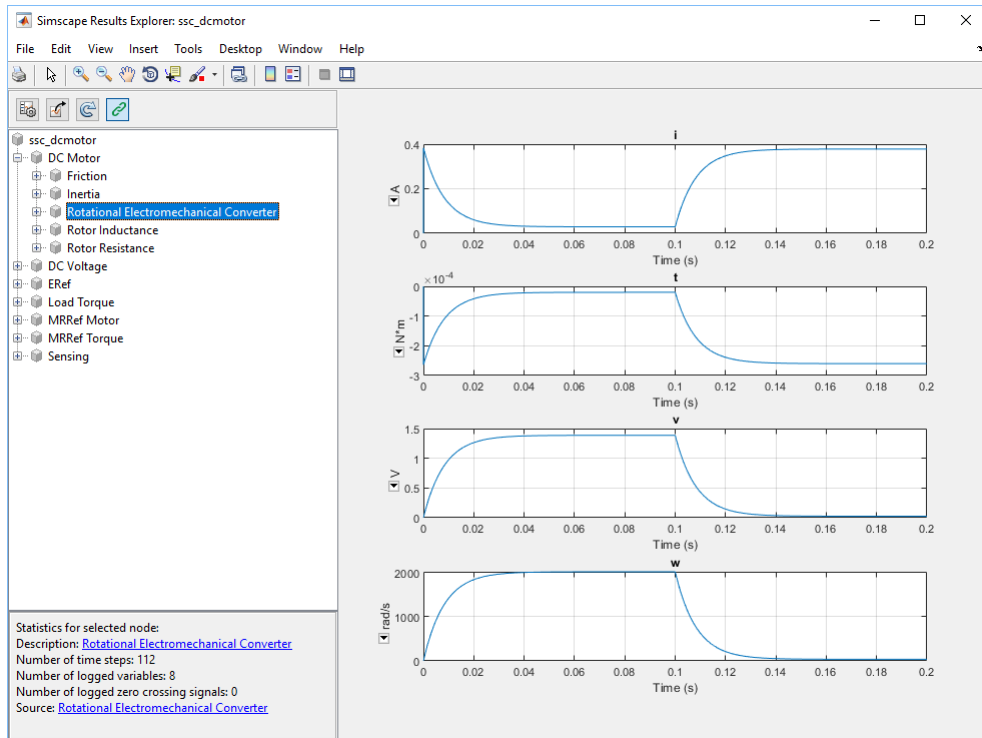 Simscape Results Explorer: ssc_dcmotor
File Edit View Insert Tools Desktop Window Help
ssc_dcmotor
DC Motor
Friction
Inertia
Rotational Electromechanical Converter
Rotor Inductance
Rotor Resistance
DC Voltage
ERef
Load Torque
MRRef Motor
MRRef Torque
Sensing
Statistics for selected node:
Description: Rotational Electromechanical Converter
Number of time steps: 112
Number of logged variables: 8
Number of logged zero crossing signals: 0
Source: Rotational Electromechanical Converter
i
0.4
0.2
0
A
0 0.02 0.04 0.06 0.08 0.1 0.12 0.14 0.16 0.18 0.2
Time (s)
t
×10⁻⁴
0
-1
-2
-3
N*m
0 0.02 0.04 0.06 0.08 0.1 0.12 0.14 0.16 0.18 0.2
Time (s)
v
1.5
1
0.5
0
V
0 0.02 0.04 0.06 0.08 0.1 0.12 0.14 0.16 0.18 0.2
Time (s)
w
2000
1000
0
rad/s
0 0.02 0.04 0.06 0.08 0.1 0.12 0.14 0.16 0.18 0.2
Time (s)